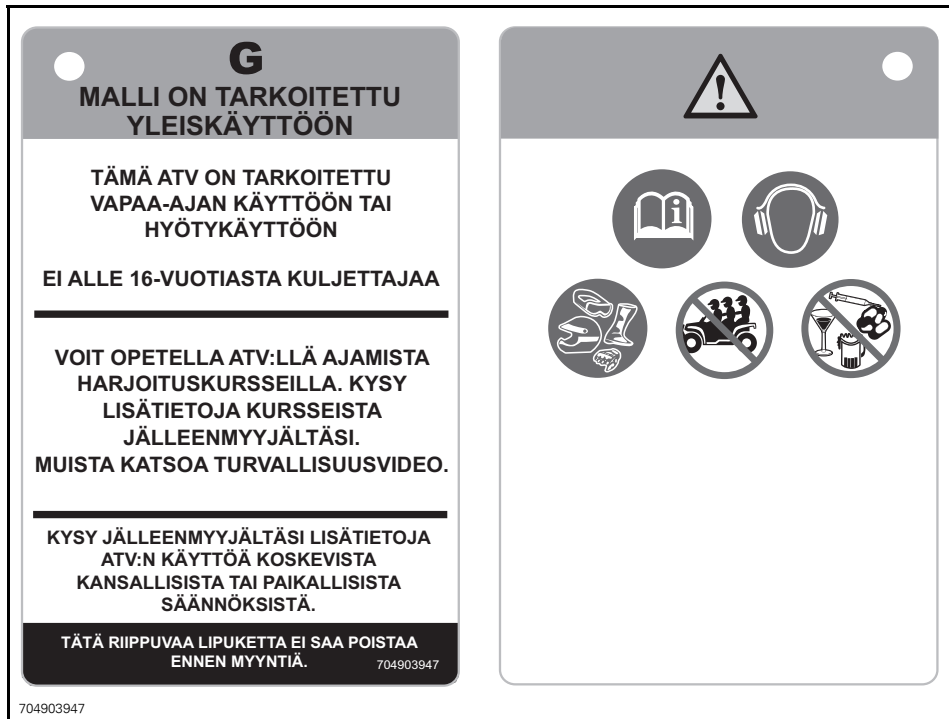 G
MALLI ON TARKOITETTU
YLEISKÄYTTÖÖN
TÄMÄ ATV ON TARKOITETTU
VAPAA-AJAN KÄYTTÖÖN TAI
HYÖTYKÄYTTÖÖN
EI ALLE 16-VUOTIASTA KULJETTAJAA
VOIT OPETELLA ATV:LLÄ AJAMISTA
HARJOITUSKURSSEILLA. KYSY
LISÄTIETOJA KURSSEISTA
JÄLLEENMYYJÄLTÄSI.
MUISTA KATSOA TURVALLISUUSVIDEO.
KYSY JÄLLEENMYYJÄLTÄSI LISÄTIETOJA
ATV:N KÄYTTÖÄ KOSKEVISTA
KANSALLISISTA TAI PAIKALLISISTA
SÄÄNNÖKSISTÄ.
TÄTÄ RIIPPUVAA LIPUKETTA EI SAA POISTAA
ENNEN MYYNTIÄ. 704903947
704903947